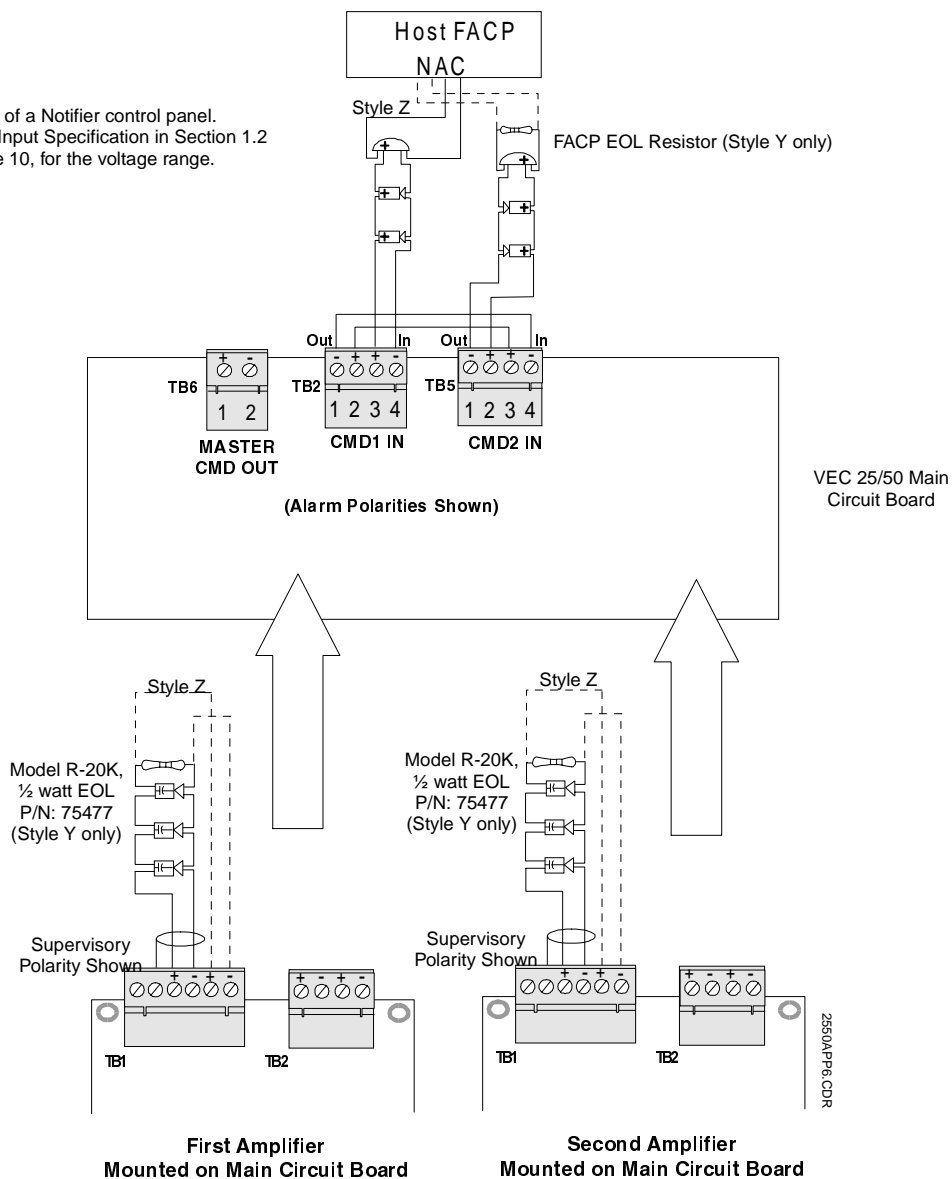 Host FACP
NAC
of a Notifier control panel.
Input Specification in Section 1.2
e 10, for the voltage range.
Style Z
FACP EOL Resistor (Style Y only)
Out In Out In
- + + - - + + -
+ -
TB6 TB2 TB5
1 2 1 2 3 4 1 2 3 4
MASTER
CMD OUT
CMD1 IN
CMD2 IN
(Alarm Polarities Shown)
VEC 25/50 Main
Circuit Board
Style Z
Model R-20K,
½ watt EOL
P/N: 75477
(Style Y only)
Supervisory
Polarity Shown
+ - + -
+ - + -
TB1 TB2
First Amplifier
Mounted on Main Circuit Board
Style Z
Model R-20K,
½ watt EOL
P/N: 75477
(Style Y only)
Supervisory
Polarity Shown
+ - + -
+ - + -
TB1 TB2
Second Amplifier
Mounted on Main Circuit Board
2550APP6.CDR